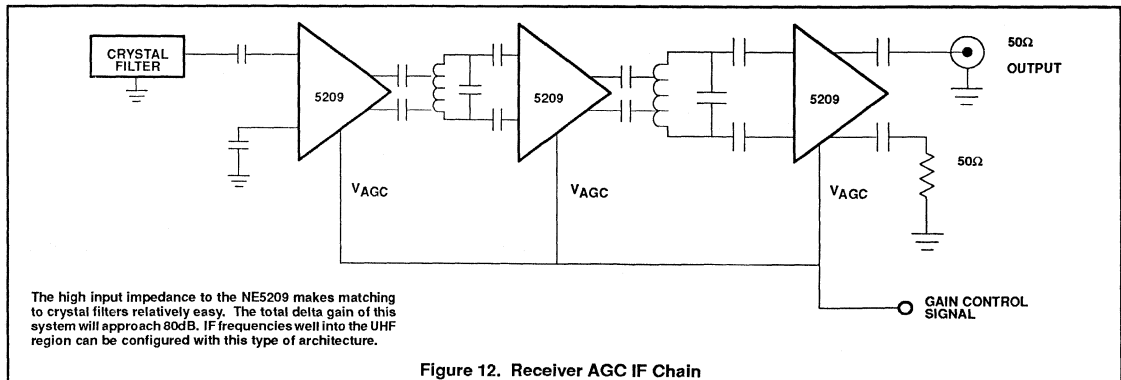 CRYSTAL
FILTER
5209
5209
5209
50Ω
OUTPUT
50Ω
VAGC
VAGC
VAGC
GAIN CONTROL
SIGNAL
The high input impedance to the NE5209 makes matching
to crystal filters relatively easy. The total delta gain of this
system will approach 80dB. IF frequencies well into the UHF
region can be configured with this type of architecture.
Figure 12. Receiver AGC IF Chain